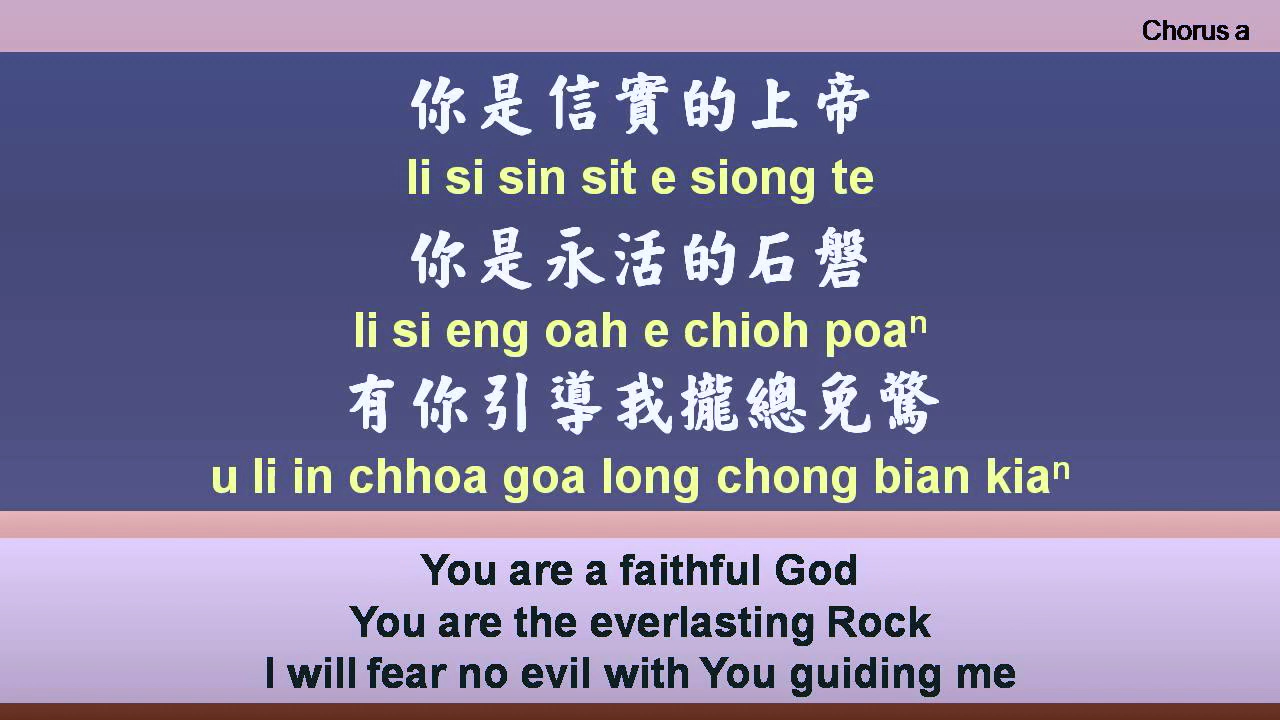 Chorus a
你是信實的上帝
li si sin sit e siong te
你是永活的石磐
li si eng oah e chioh poaⁿ
有你引導我攏總免驚
u li in chhoa goa long chong bian kiaⁿ
You are a faithful God
You are the everlasting Rock
I will fear no evil with You guiding me